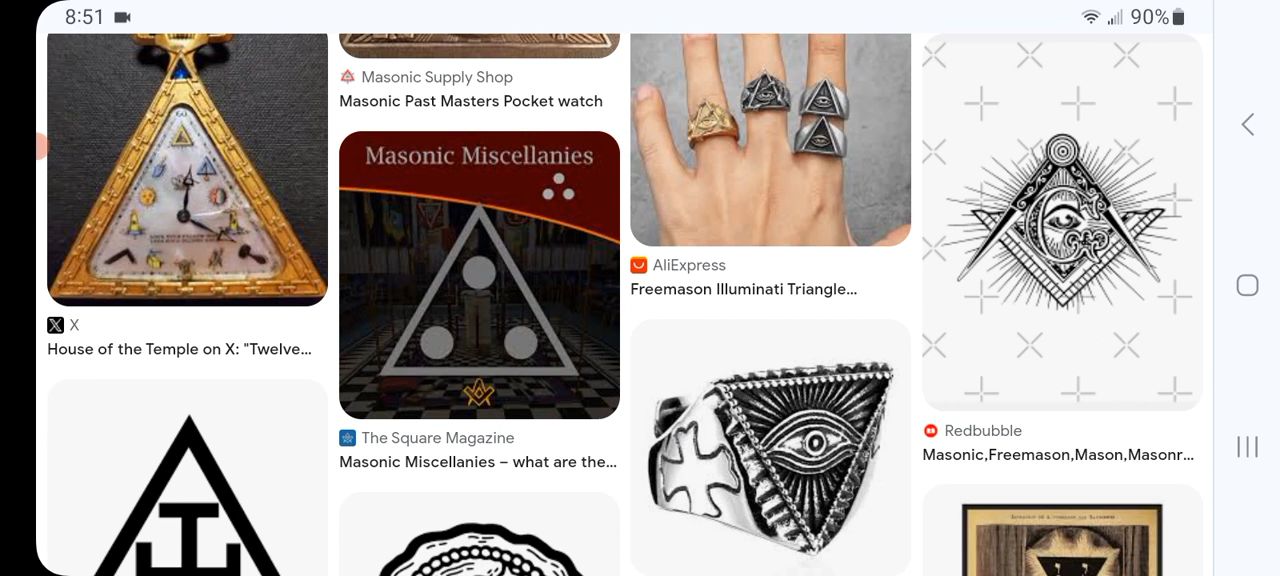 8:51
90%
Masonic Supply Shop
Masonic Past Masters Pocket watch
X
House of the Temple on X: "Twelve...
Masonic Miscellanies
The Square Magazine
Masonic Miscellanies – what are the...
AliExpress
Freemason Illuminati Triangle...
G
Redbubble
Masonic,Freemason,Mason,Masonr...